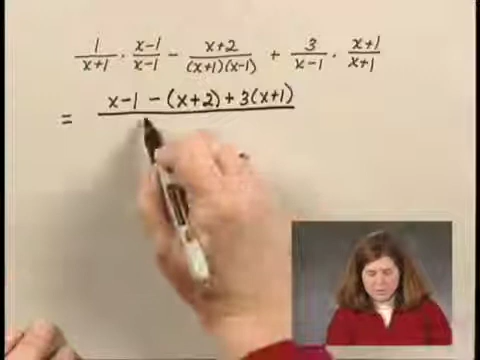 1/(x+1) · (x-1)/(x-1) - (x+2)/((x+1)(x-1)) + 3/(x-1) · (x+1)/(x+1)
= x-1 - (x+2) + 3(x+1)